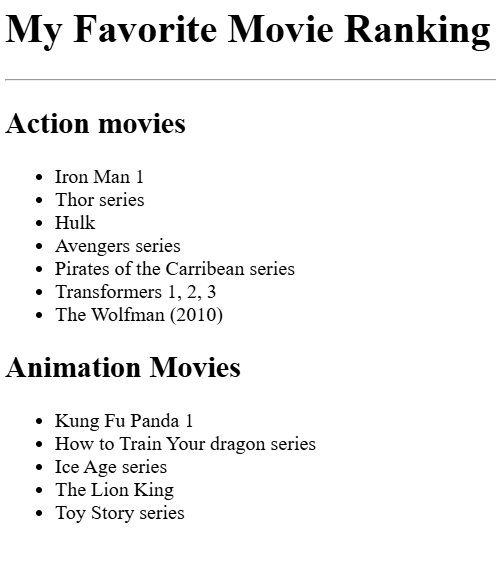 My Favorite Movie Ranking
Action movies
Iron Man 1
Thor series
Hulk
Avengers series
Pirates of the Carribean series
Transformers 1, 2, 3
The Wolfman (2010)
Animation Movies
Kung Fu Panda 1
How to Train Your dragon series
Ice Age series
The Lion King
Toy Story series